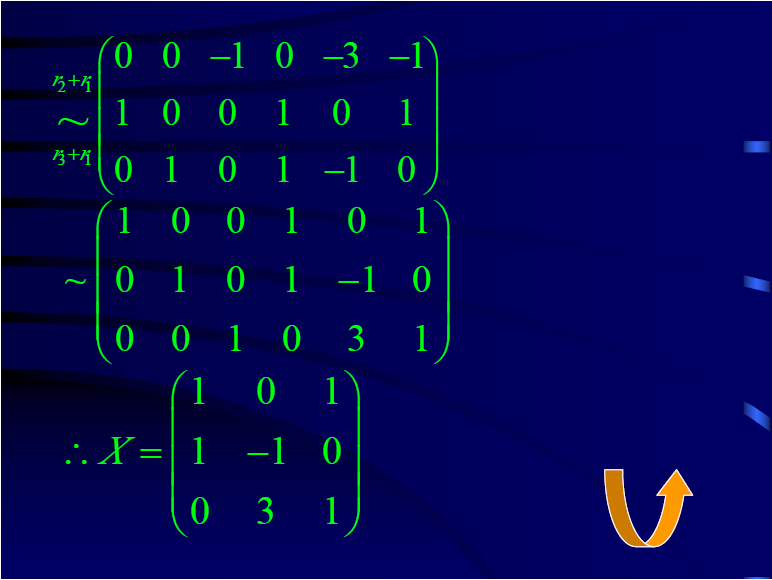 r2+r1
0 0 −1 0 −3 −1
~ 1 0 0 1 0 1
r3+r1
0 1 0 1 −1 0
1 0 0 1 0 1
~ 0 1 0 1 −1 0
0 0 1 0 3 1
1 0 1
∴ X = 1 −1 0
0 3 1